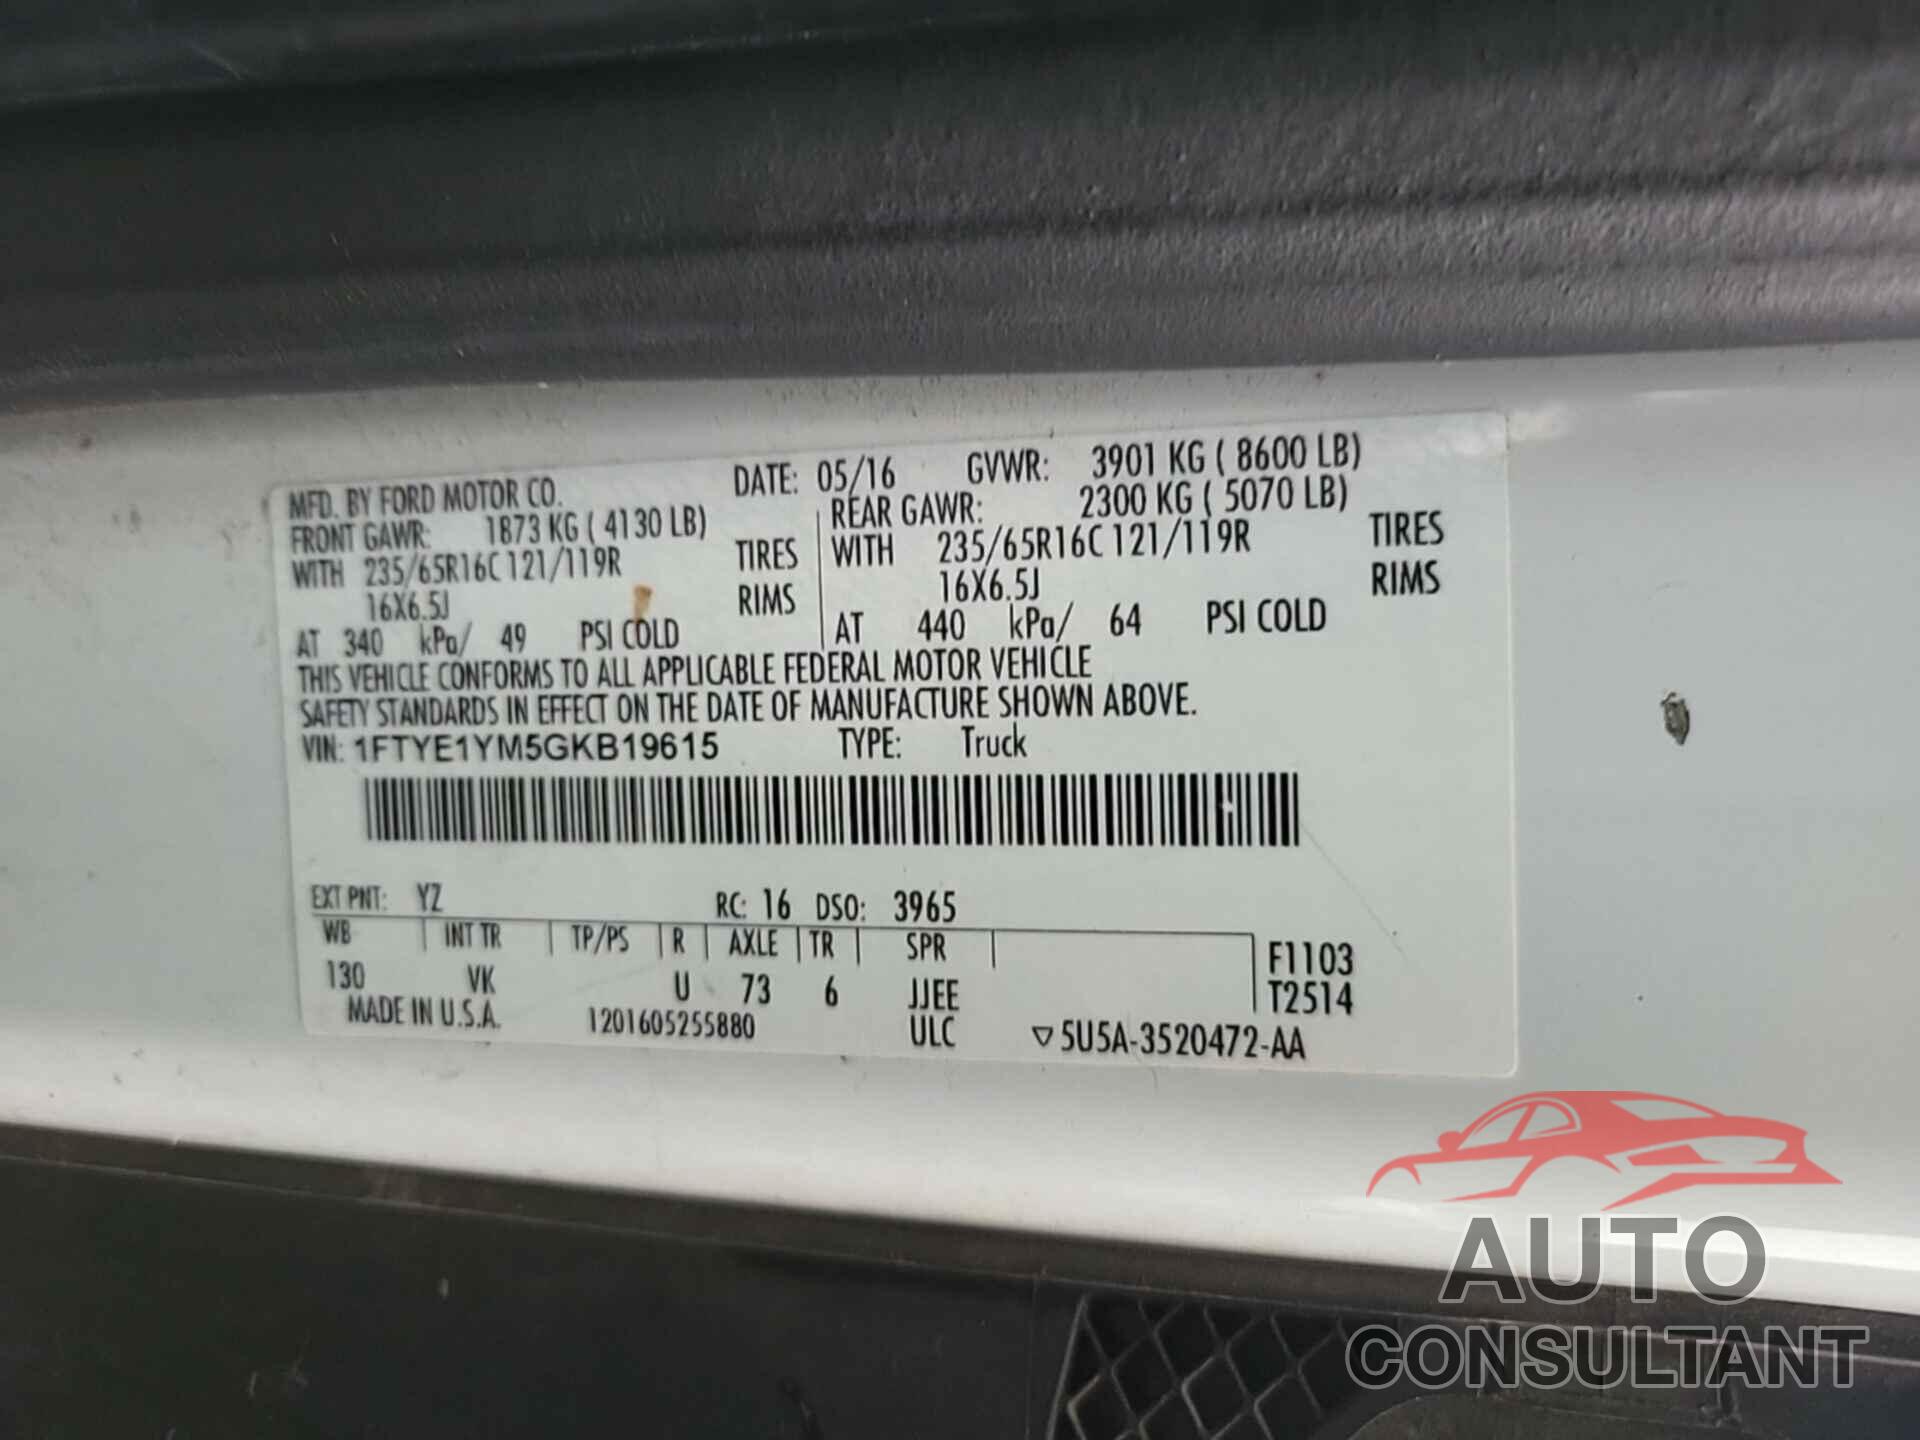 MFD. BY FORD MOTOR CO. DATE: 05/16 GVWR: 3901 KG ( 8600 LB)
FRONT GAWR: 1873 KG ( 4130 LB) REAR GAWR: 2300 KG ( 5070 LB)
WITH 235/65R16C 121/119R TIRES WITH 235/65R16C 121/119R TIRES
16X6.5J RIMS 16X6.5J RIMS
AT 340 kPa/ 49 PSI COLD AT 440 kPa/ 64 PSI COLD
THIS VEHICLE CONFORMS TO ALL APPLICABLE FEDERAL MOTOR VEHICLE
SAFETY STANDARDS IN EFFECT ON THE DATE OF MANUFACTURE SHOWN ABOVE.
VIN: 1FTYE1YM5GKB19615 TYPE: Truck
EXT PNT: YZ RC: 16 DSO: 3965
WB INT TR TP/PS R AXLE TR SPR F1103
130 VK U 73 6 JJEE T2514
MADE IN U.S.A. 1201605255880 ULC 5U5A-3520472-AA
AUTO
CONSULTANT